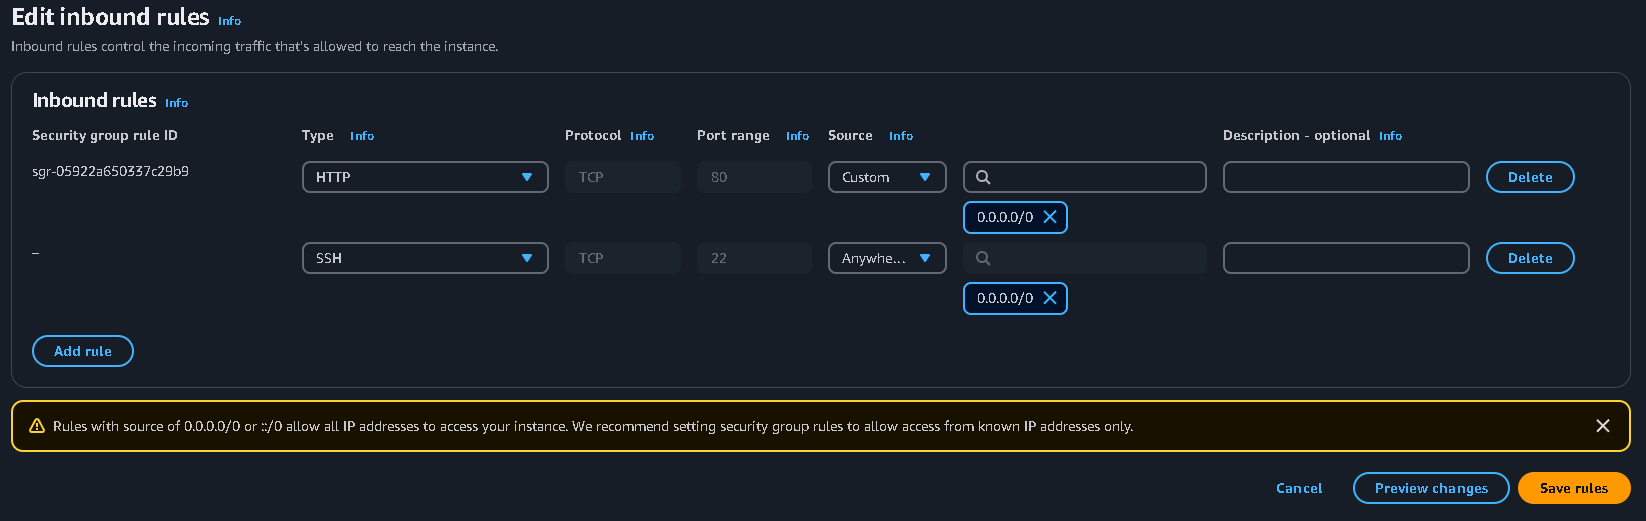 Edit inbound rules Info
Inbound rules control the incoming traffic that's allowed to reach the instance.
Inbound rules Info
Security group rule ID Type Info Protocol Info Port range Info Source Info Description - optional Info
sgr-05922a650337c29b9 HTTP TCP 80 Custom Delete
0.0.0.0/0
– SSH TCP 22 Anywhe... Delete
0.0.0.0/0
Add rule
Rules with source of 0.0.0.0/0 or ::/0 allow all IP addresses to access your instance. We recommend setting security group rules to allow access from known IP addresses only.
Cancel Preview changes Save rules